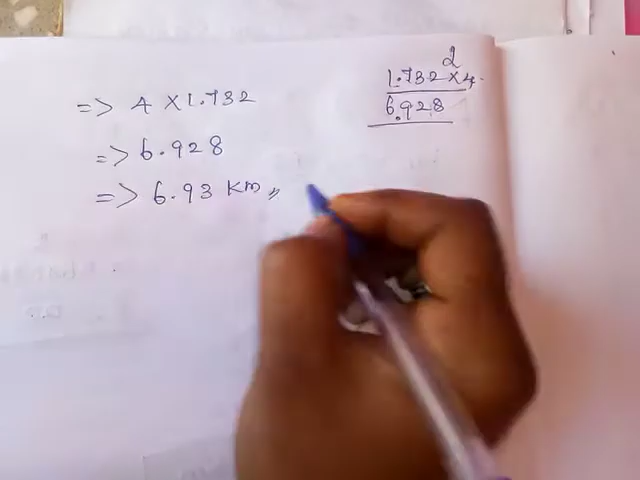 => 4 X 1.732
=> 6.928
=> 6.93 Km,,
2
1.732 X 4.
6.928